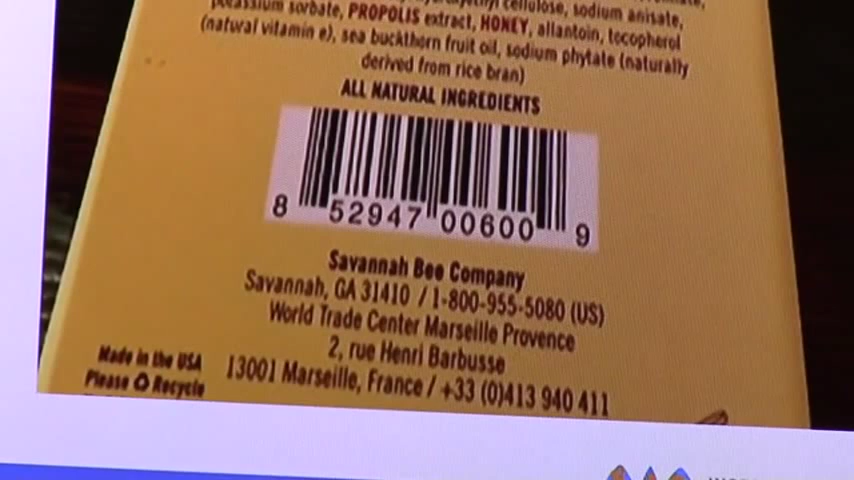 cellulose, sodium anisate,
potassium sorbate, PROPOLIS extract, HONEY, allantoin, tocopherol
(natural vitamin e), sea buckthorn fruit oil, sodium phytate (naturally
derived from rice bran)
ALL NATURAL INGREDIENTS
8 52947 00600 9
Savannah Bee Company
Savannah, GA 31410 / 1-800-955-5080 (US)
World Trade Center Marseille Provence
2, rue Henri Barbusse
13001 Marseille, France / +33 (0)413 940 411
Made in the USA
Please Recycle